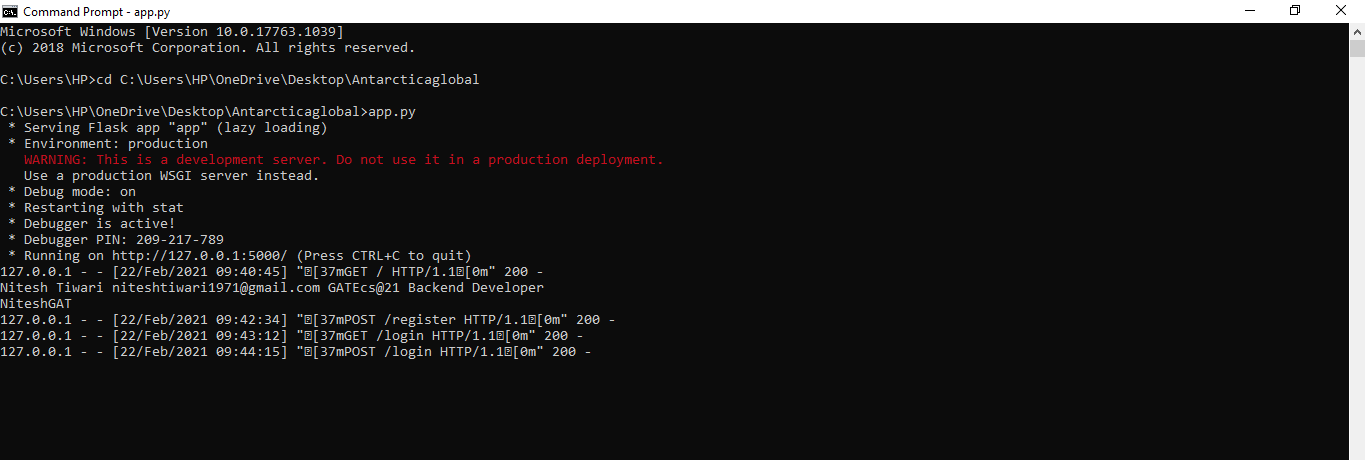 Command Prompt - app.py
Microsoft Windows [Version 10.0.17763.1039]
(c) 2018 Microsoft Corporation. All rights reserved.
C:\Users\HP>cd C:\Users\HP\OneDrive\Desktop\Antarcticaglobal
C:\Users\HP\OneDrive\Desktop\Antarcticaglobal>app.py
* Serving Flask app "app" (lazy loading)
* Environment: production
WARNING: This is a development server. Do not use it in a production deployment.
Use a production WSGI server instead.
* Debug mode: on
* Restarting with stat
* Debugger is active!
* Debugger PIN: 209-217-789
* Running on http://127.0.0.1:5000/ (Press CTRL+C to quit)
127.0.0.1 - - [22/Feb/2021 09:40:45] "⍰[37mGET / HTTP/1.1⍰[0m" 200 -
Nitesh Tiwari niteshtiwari1971@gmail.com GATEcs@21 Backend Developer
NiteshGAT
127.0.0.1 - - [22/Feb/2021 09:42:34] "⍰[37mPOST /register HTTP/1.1⍰[0m" 200 -
127.0.0.1 - - [22/Feb/2021 09:43:12] "⍰[37mGET /login HTTP/1.1⍰[0m" 200 -
127.0.0.1 - - [22/Feb/2021 09:44:15] "⍰[37mPOST /login HTTP/1.1⍰[0m" 200 -